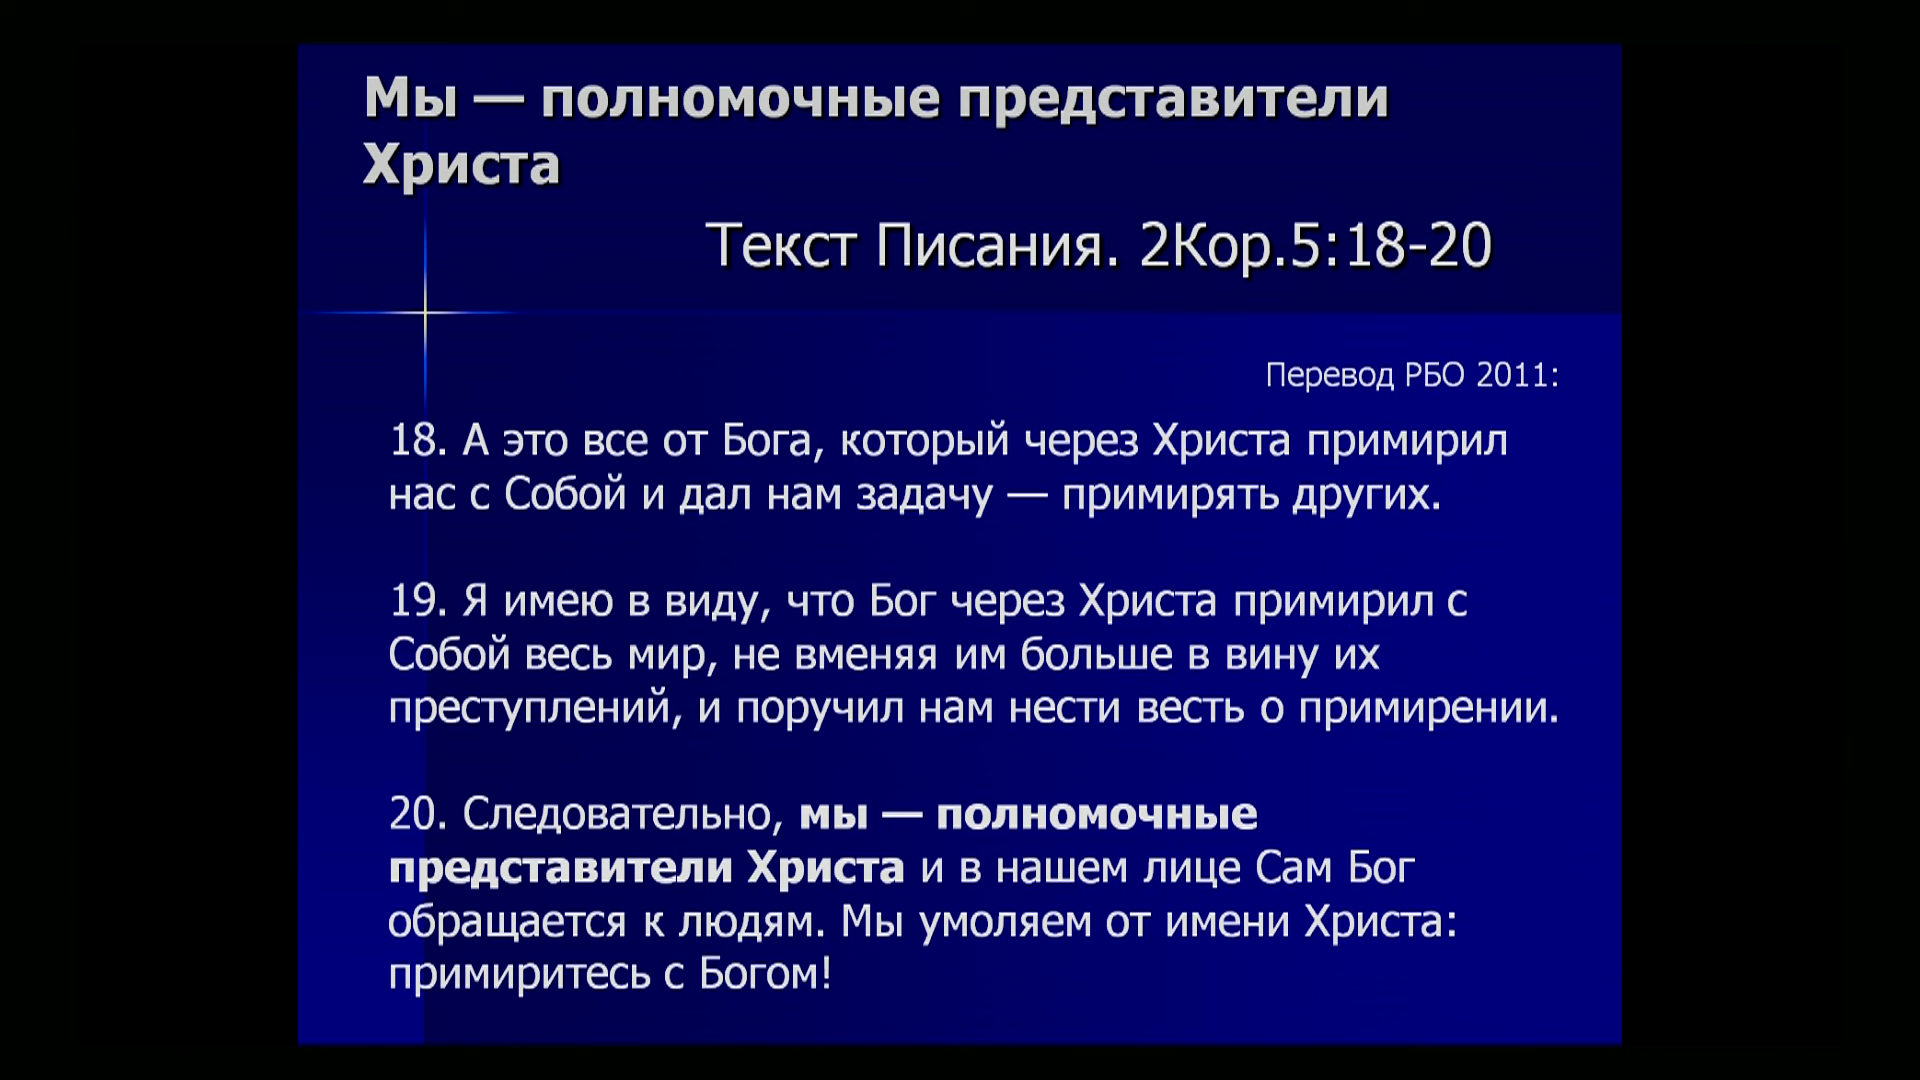 Мы — полномочные представители
Христа
Текст Писания. 2Кор.5:18-20
Перевод РБО 2011:
18. А это все от Бога, который через Христа примирил
нас с Собой и дал нам задачу — примирять других.
19. Я имею в виду, что Бог через Христа примирил с
Собой весь мир, не вменяя им больше в вину их
преступлений, и поручил нам нести весть о примирении.
20. Следовательно, мы — полномочные
представители Христа и в нашем лице Сам Бог
обращается к людям. Мы умоляем от имени Христа:
примиритесь с Богом!